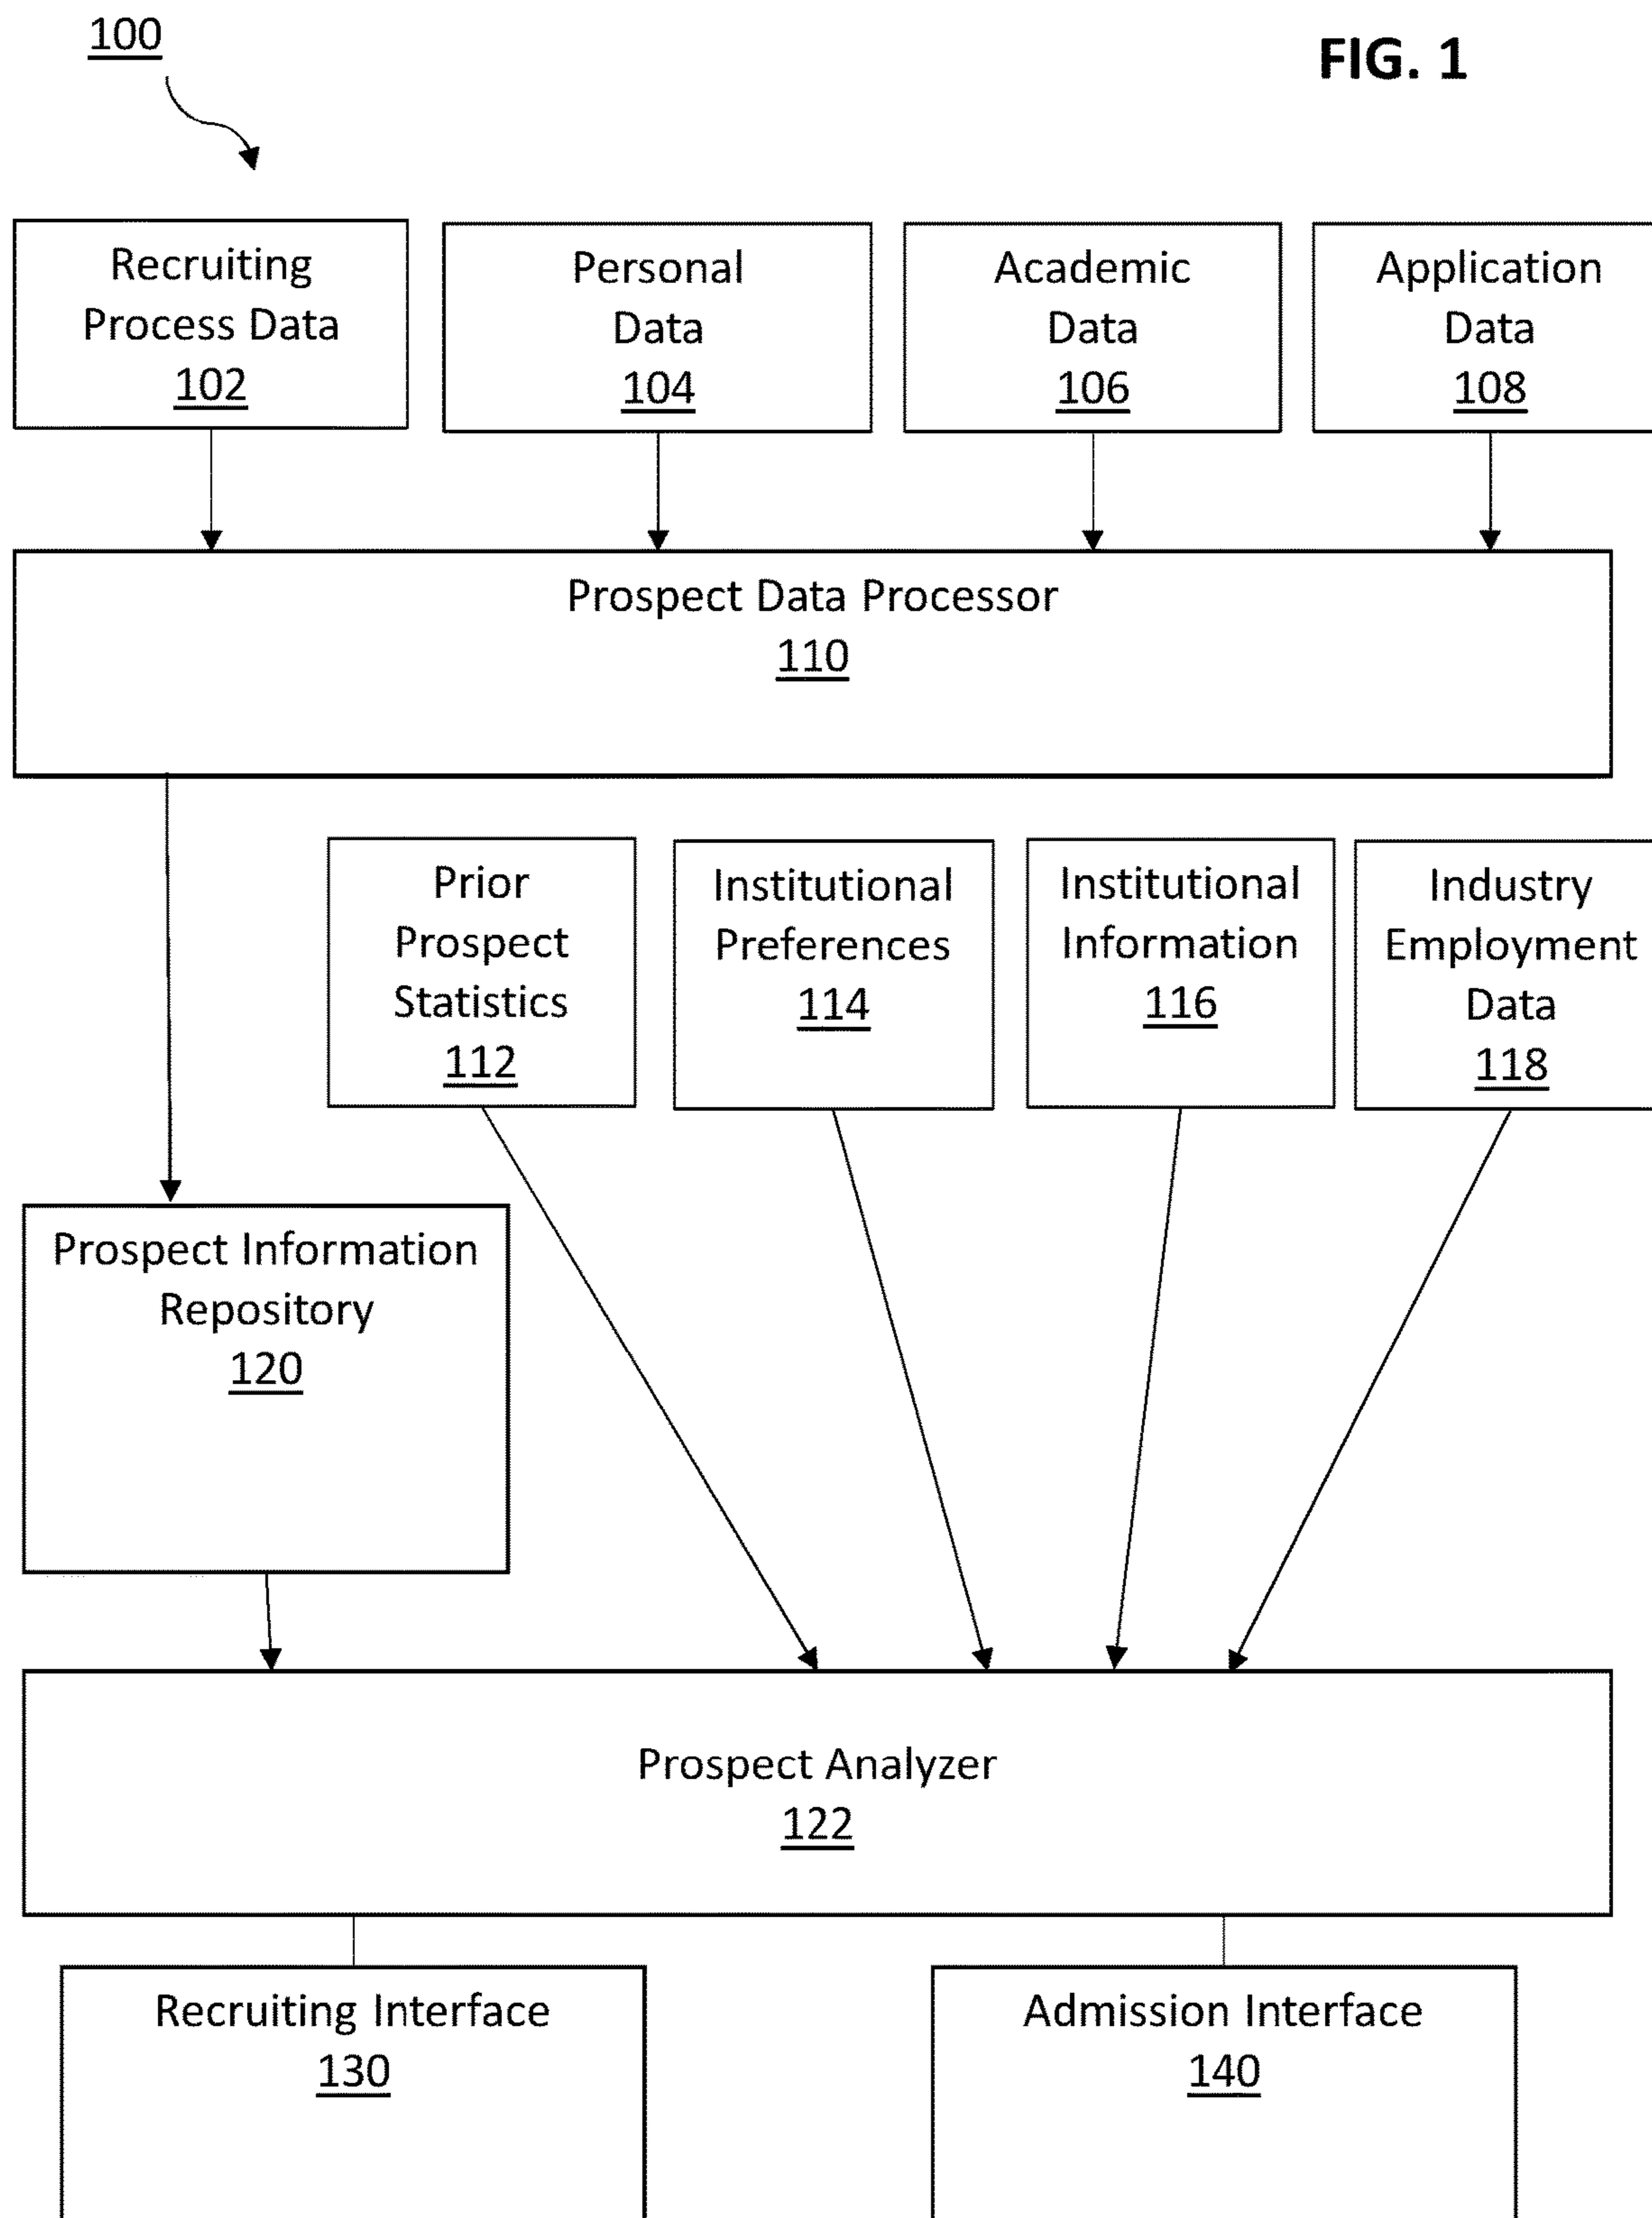 100
FIG. 1
Recruiting
Process Data
102
Personal
Data
104
Academic
Data
106
Application
Data
108
Prospect Data Processor
110
Prior
Prospect
Statistics
112
Institutional
Preferences
114
Institutional
Information
116
Industry
Employment
Data
118
Prospect Information
Repository
120
Prospect Analyzer
122
Recruiting Interface
130
Admission Interface
140